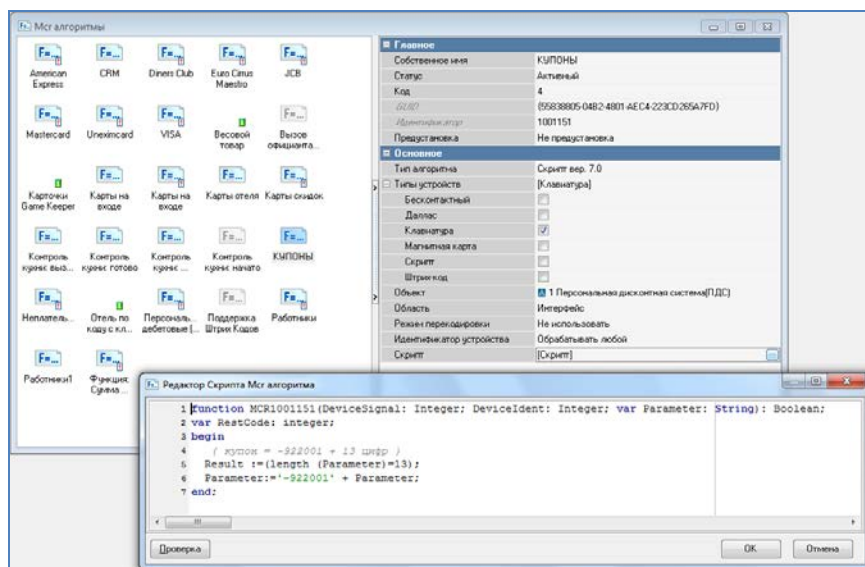 Mcr алгоритмы
American Express
CRM
Diners Club
Euro Cirrus Maestro
JCB
Mastercard
Uneximcard
VISA
Весовой товар
Вызов официанта...
Карточки Game Keeper
Карты на входе
Карты на входе
Карты отеля
Карты скидок
Контроль кухни: выз...
Контроль кухни: готово
Контроль кухни: ...
Контроль кухни: начато
КУПОНЫ
Неплатель...
Отель по коду с кл...
Персональ... дебетовые (...
Поддержка Штрих Кодов
Работники
Работники1
Функция: Сумма ...
Главное
Собственное имя КУПОНЫ
Статус Активный
Код 4
GUID {55838805-04B2-4801-AEC4-223CD265A7FD}
Идентификатор 1001151
Предустановка Не предустановка
Основное
Тип алгоритма Скрипт вер. 7.0
Типы устройств [Клавиатура]
Бесконтактный
Даллас
Клавиатура
Магнитная карта
Скрипт
Штрих-код
Объект 1 Персональная дисконтная система(ПДС)
Область Интерфейс
Режим перекодировки Не использовать
Идентификатор устройства Обрабатывать любой
Скрипт [Скрипт]
Редактор Скрипта Mcr алгоритма
1 function MCR1001151(DeviceSignal: Integer; DeviceIdent: Integer; var Parameter: String): Boolean;
2 var RestCode: integer;
3 begin
4 { купон = -922001 + 13 цифр }
5 Result :=(length (Parameter)=13);
6 Parameter:='-922001' + Parameter;
7 end;
Проверка
OK
Отмена